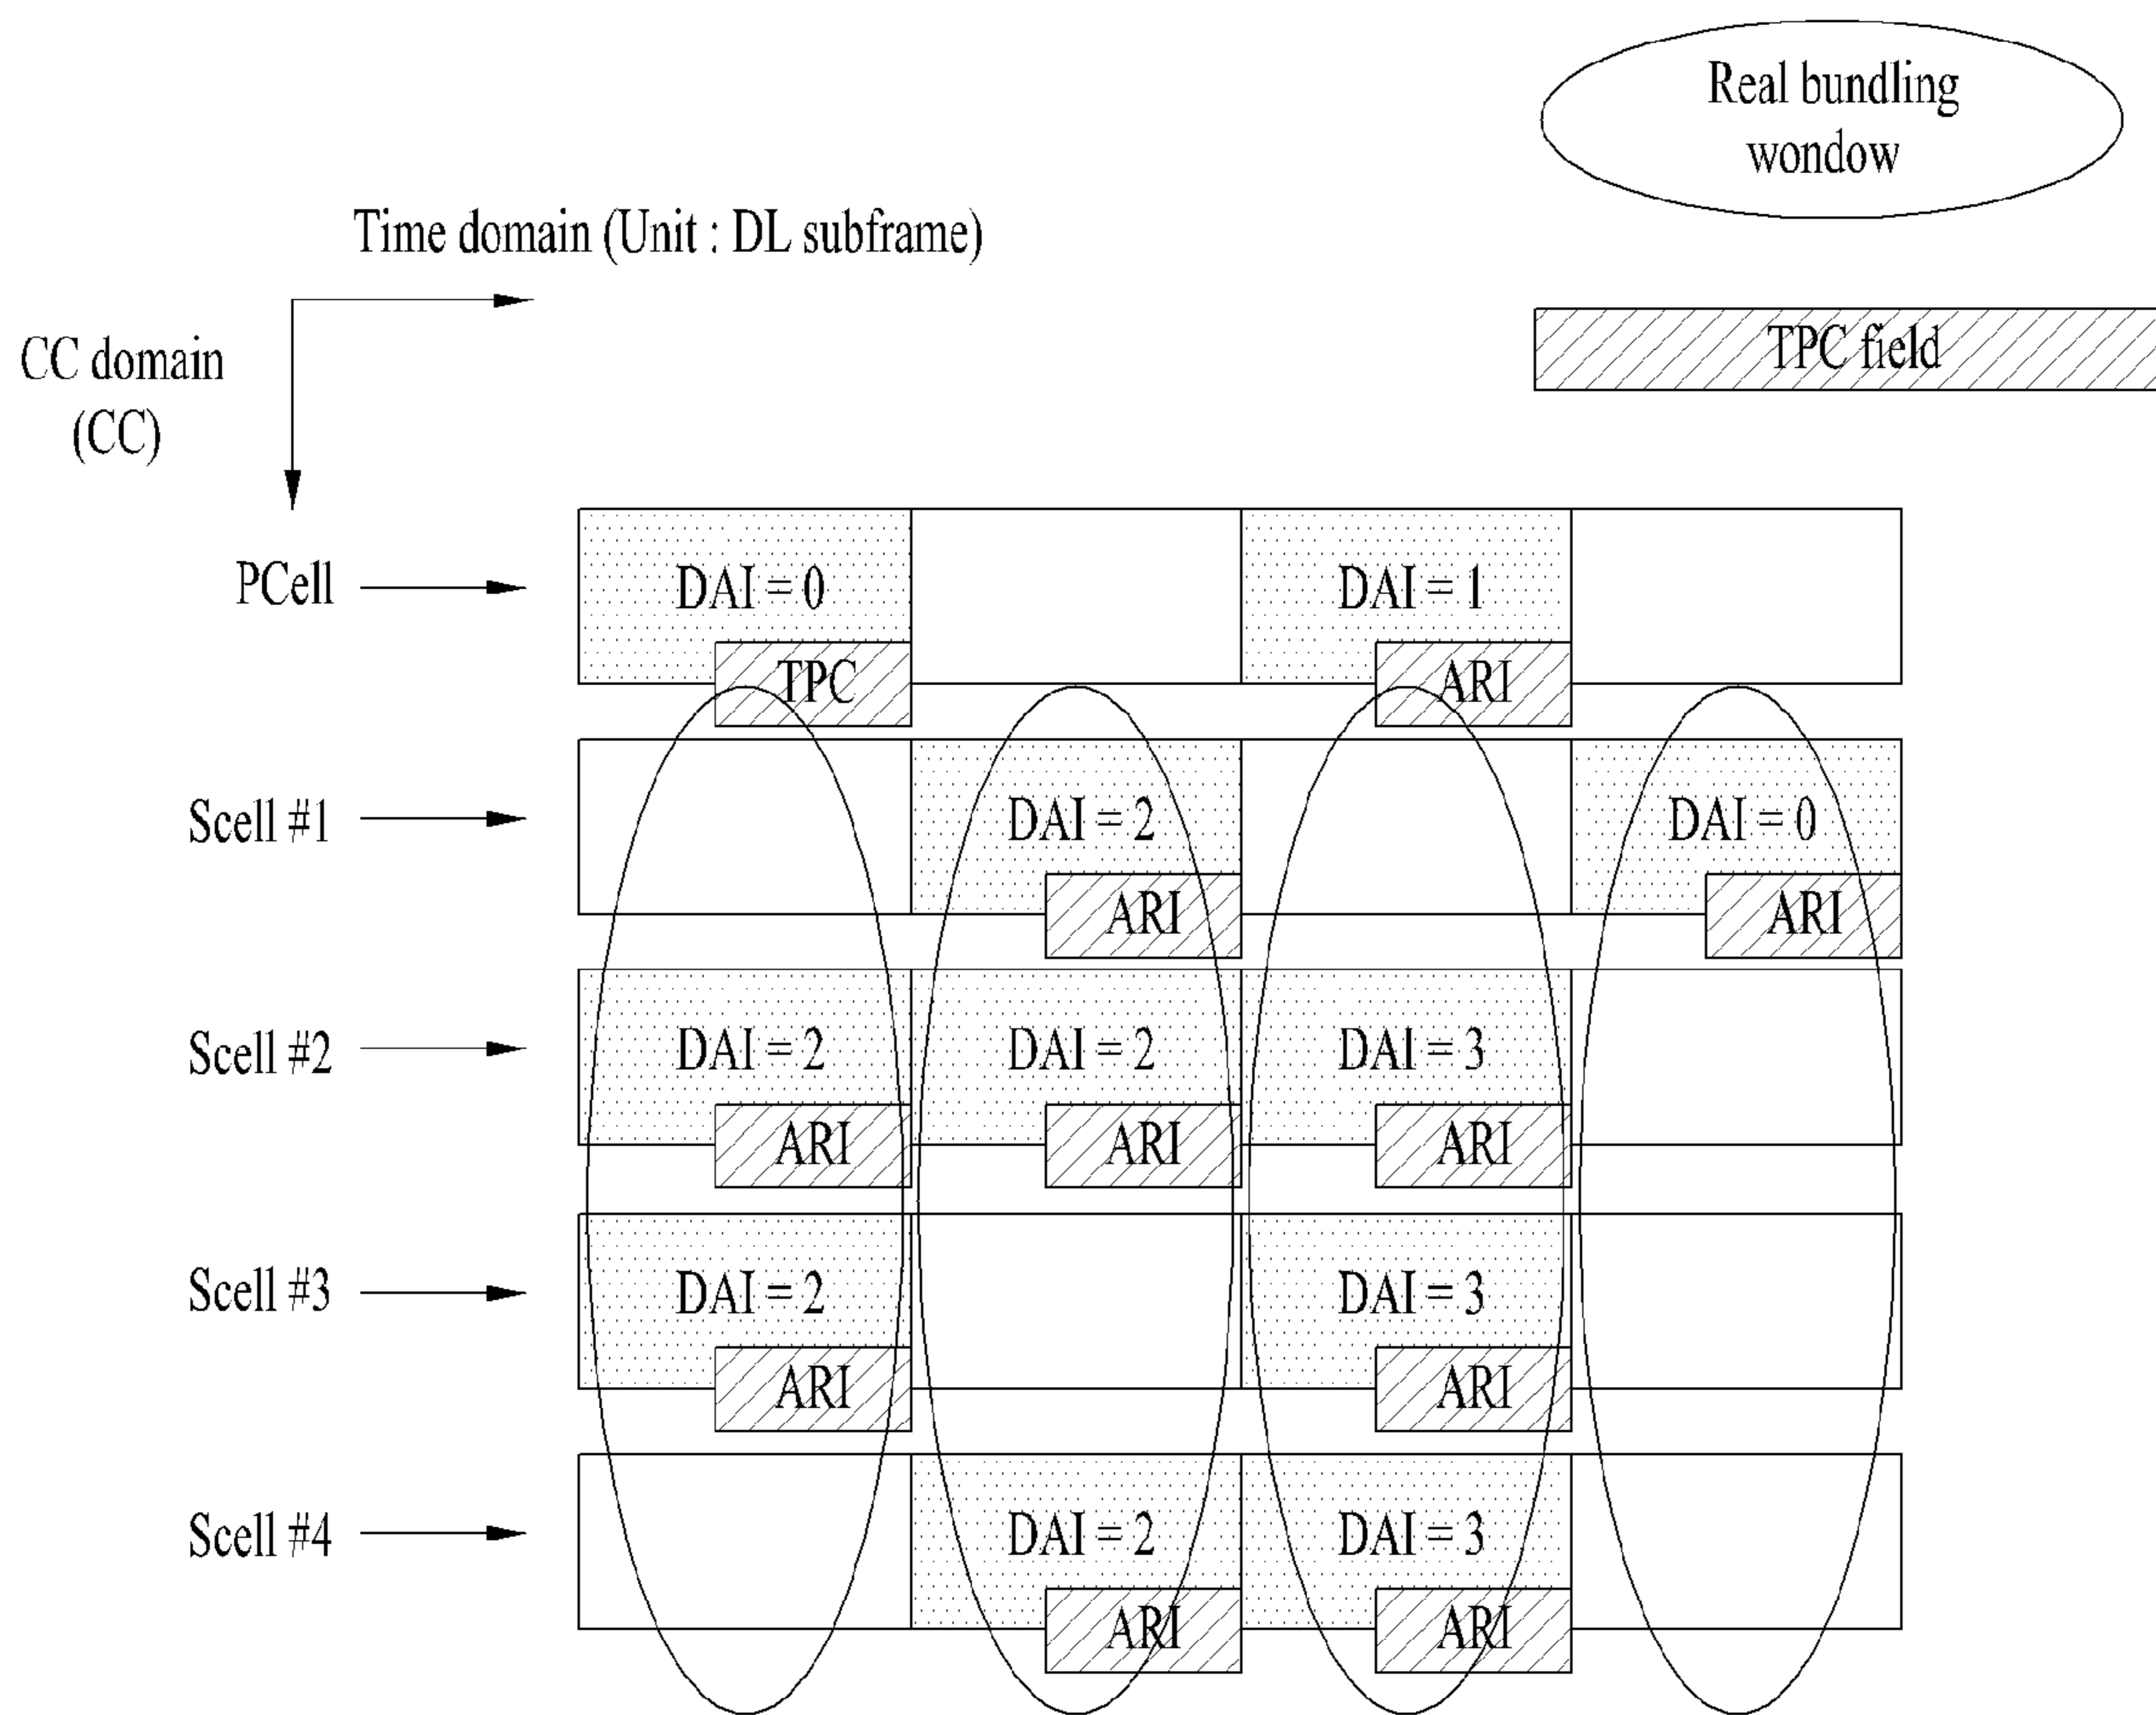 Real bundling
wondow
Time domain (Unit : DL subframe)
TPC field
CC domain
(CC)
PCell
DAI = 0
DAI = 1
TPC
ARI
Scell #1
DAI = 2
DAI = 0
ARI
ARI
Scell #2
DAI = 2
DAI = 2
DAI = 3
ARI
ARI
ARI
Scell #3
DAI = 2
DAI = 3
ARI
ARI
Scell #4
DAI = 2
DAI = 3
ARI
ARI